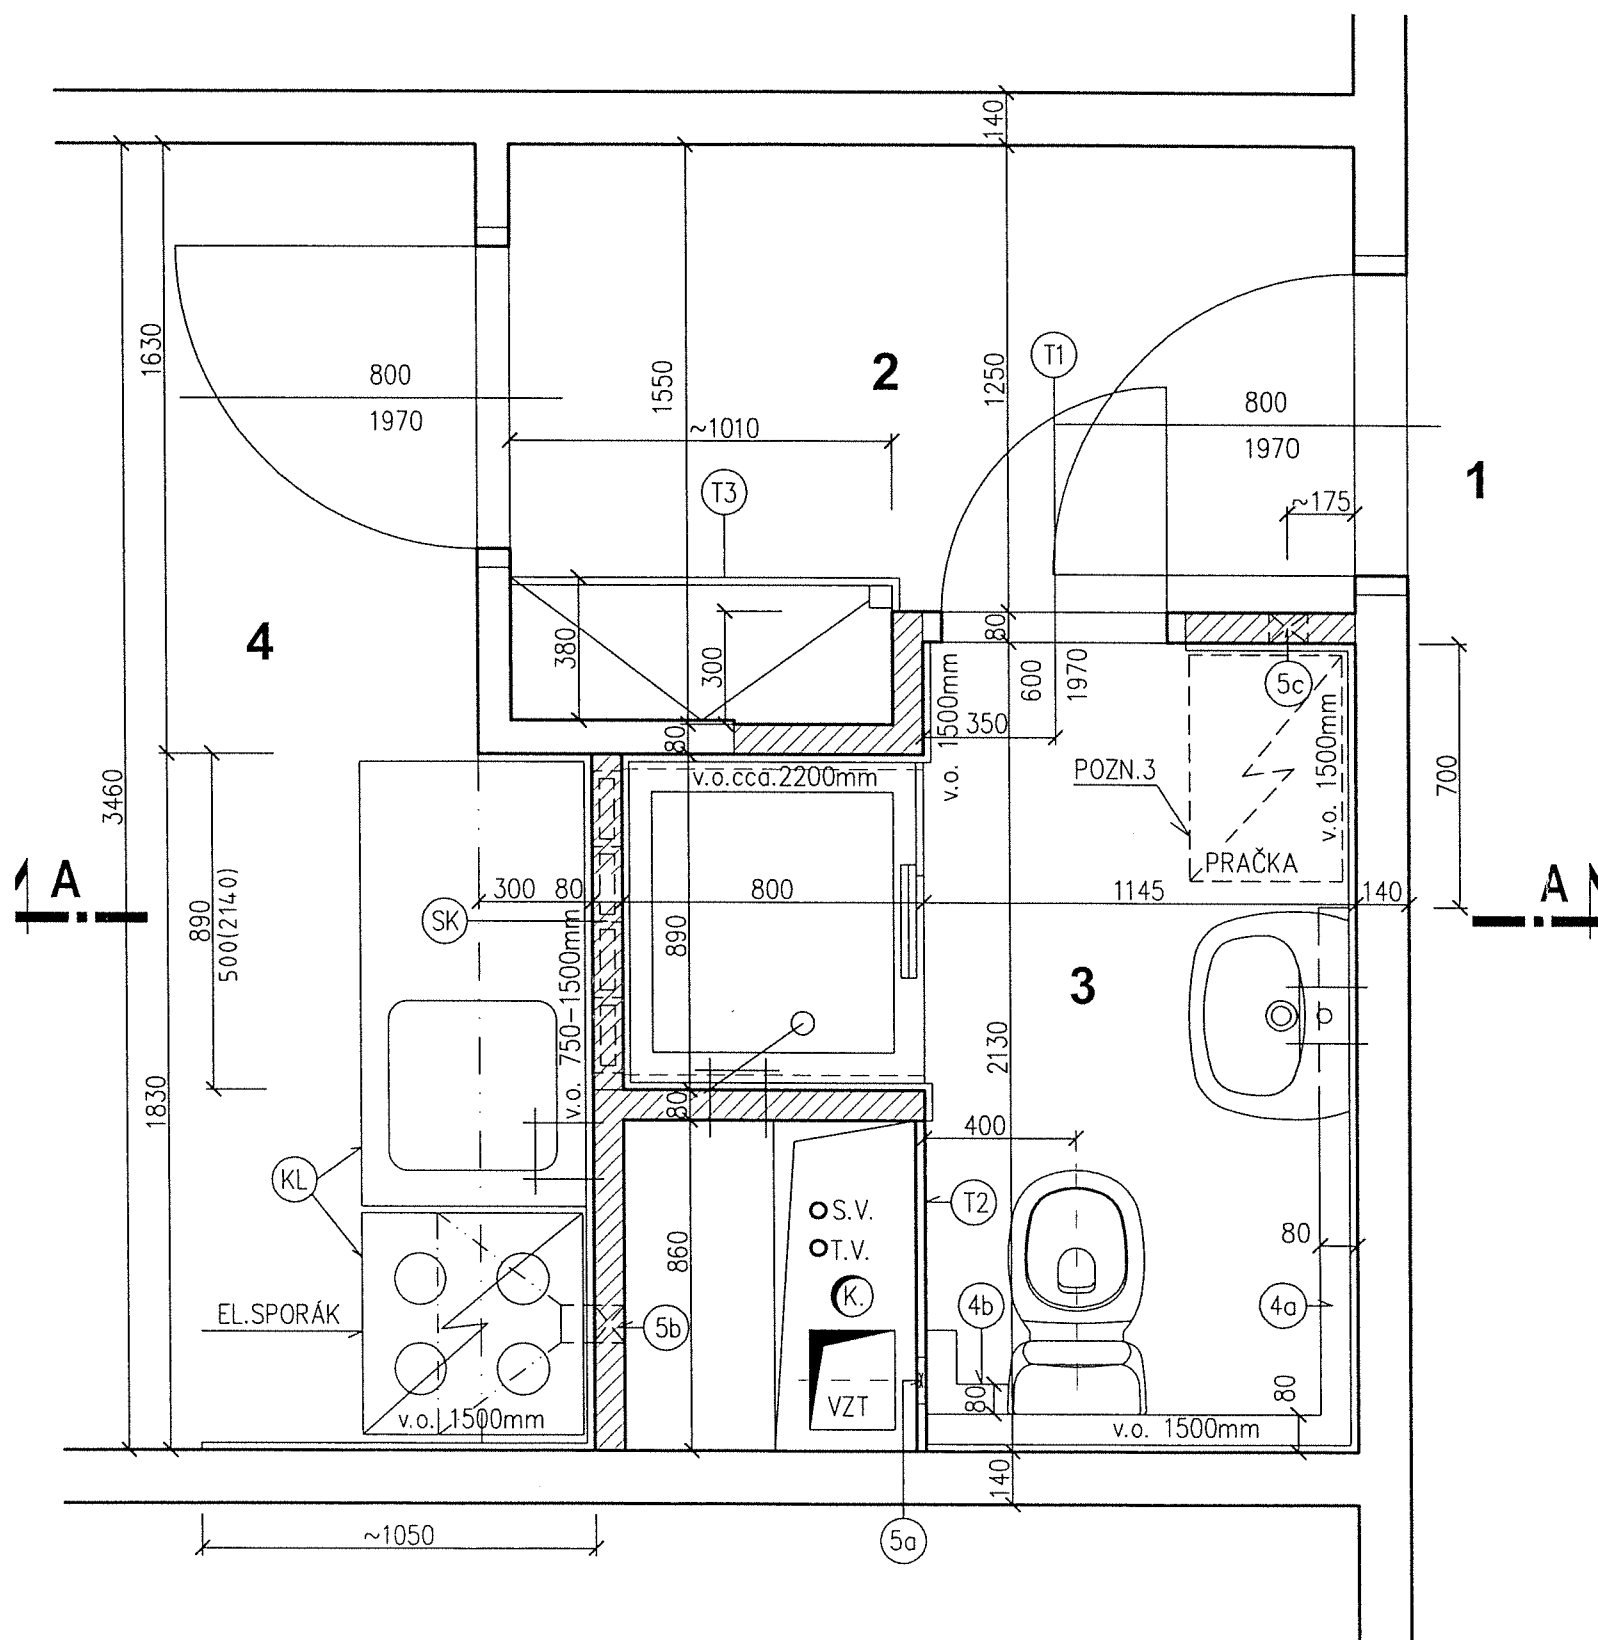 140
1630
800
1970
1550
2
1250
T1
800
1970
~1010
T3
1
~175
4
380
300
80
600
1970
5c
80
350
v.o. 1500mm
v.o. 1500mm
POZN.3
700
3460
v.o.cca.2200mm
PRAČKA
A
300
80
800
1145
140
A
890
500(2140)
SK
890
3
v.o. 750-1500mm
2130
1830
80
400
KL
S.V.
T.V.
K.
T2
860
80
EL.SPORÁK
5b
4b
4a
VZT
80
80
v.o. 1500mm
v.o. 1500mm
140
~1050
5a